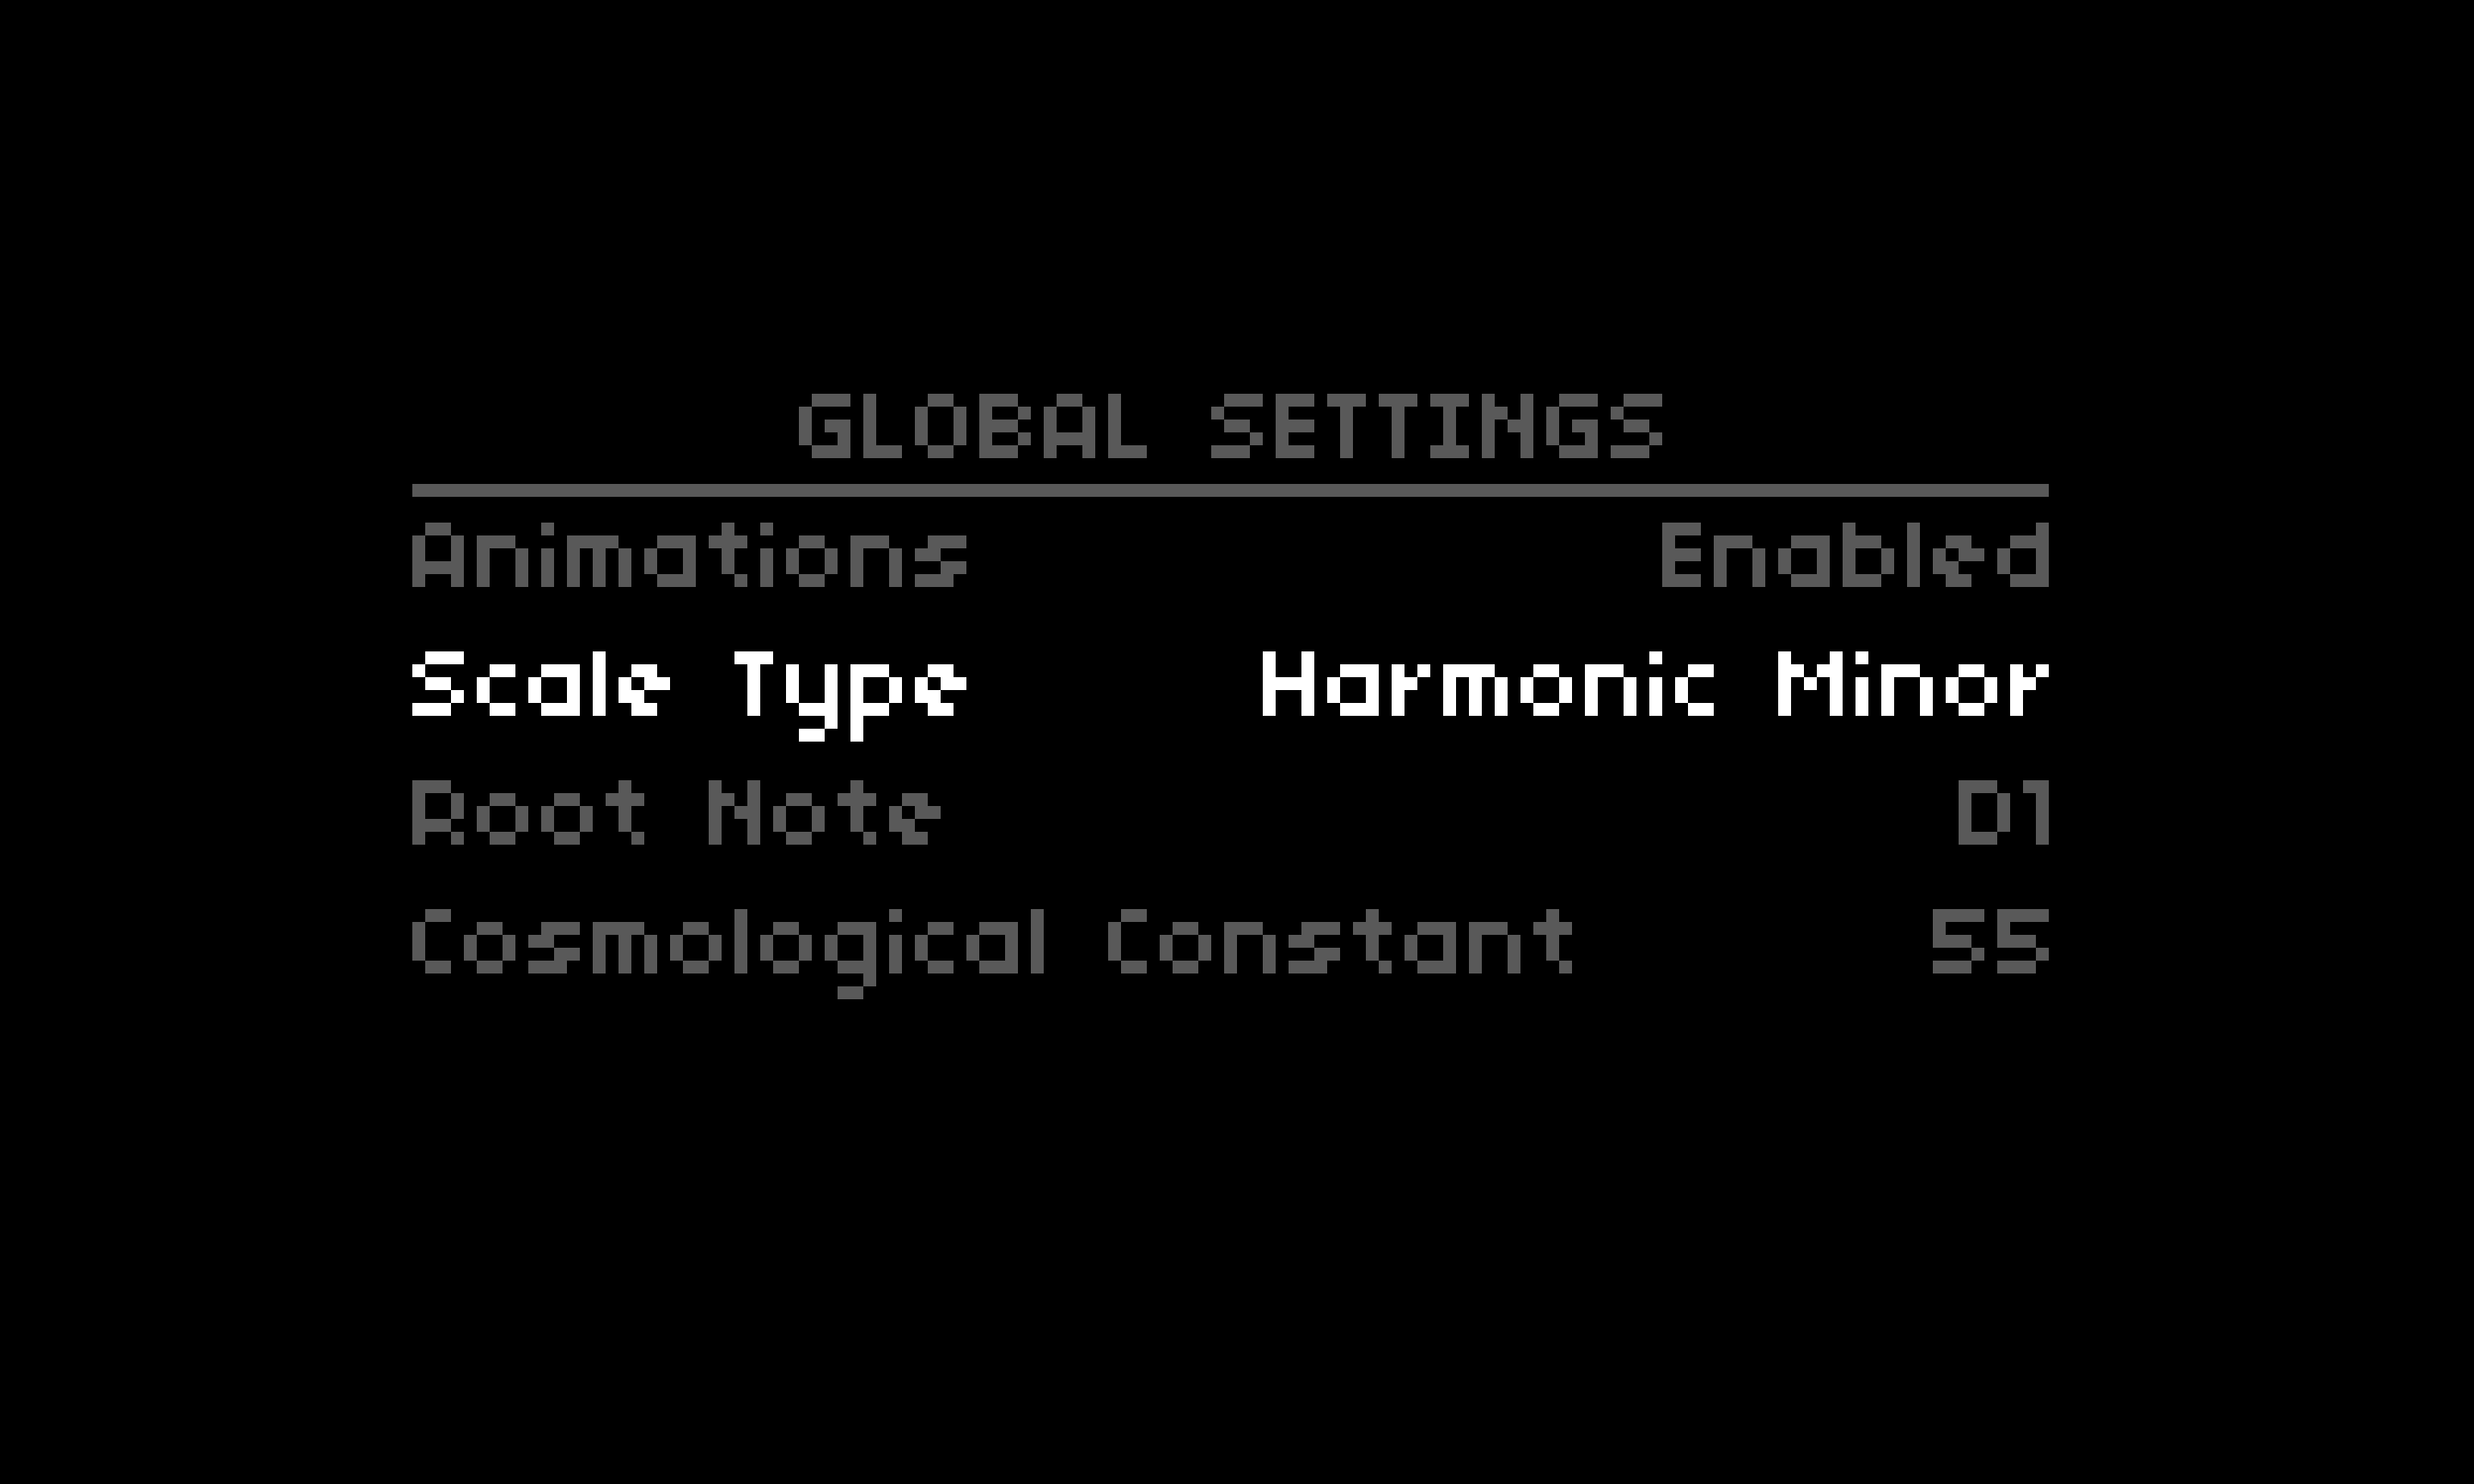 GLOBAL SETTINGS
Animations Enabled
Scale Type Harmonic Minor
Root Note D1
Cosmological Constant 55